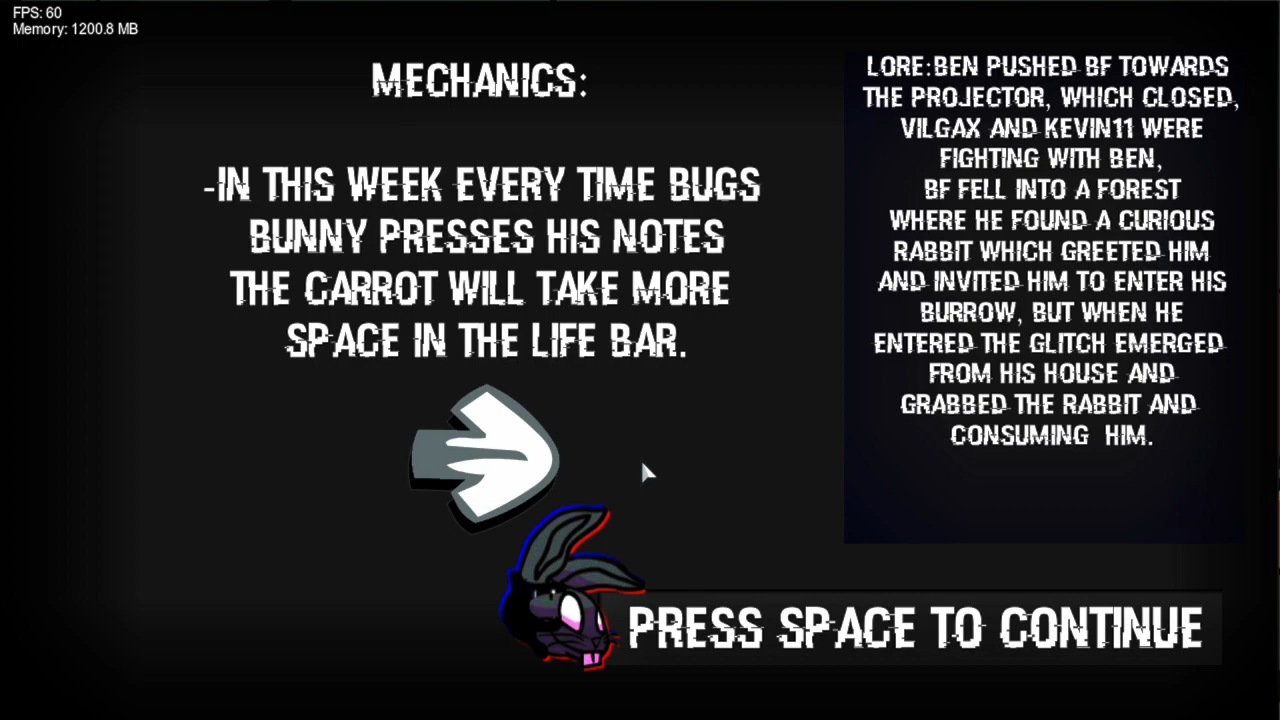 FPS: 60
Memory: 1200.8 MB
MECHANICS:
-IN THIS WEEK EVERY TIME BUGS
BUNNY PRESSES HIS NOTES
THE CARROT WILL TAKE MORE
SPACE IN THE LIFE BAR.
LORE:BEN PUSHED BF TOWARDS
THE PROJECTOR, WHICH CLOSED,
VILGAX AND KEVIN11 WERE
FIGHTING WITH BEN,
BF FELL INTO A FOREST
WHERE HE FOUND A CURIOUS
RABBIT WHICH GREETED HIM
AND INVITED HIM TO ENTER HIS
BURROW, BUT WHEN HE
ENTERED THE GLITCH EMERGED
FROM HIS HOUSE AND
GRABBED THE RABBIT AND
CONSUMING HIM.
PRESS SPACE TO CONTINUE